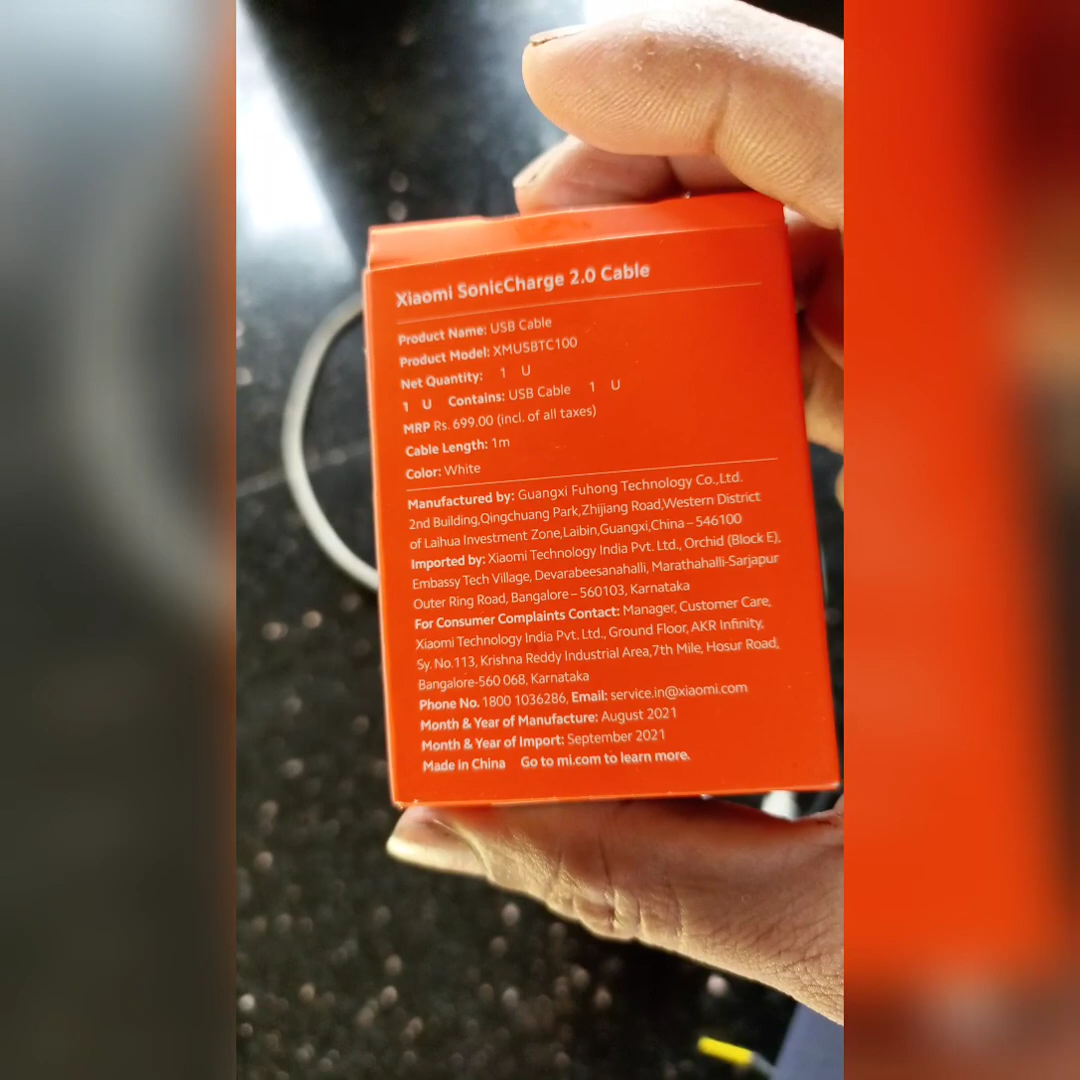 Xiaomi SonicCharge 2.0 Cable
Product Name: USB Cable
Product Model: XMUSBTC100
Net Quantity: 1 U
1 U Contains: USB Cable 1 U
MRP Rs. 699.00 (incl. of all taxes)
Cable Length: 1m
Color: White
Manufactured by: Guangxi Fuhong Technology Co.,Ltd.
2nd Building,Qingchuang Park,Zhijiang Road,Western District
of Laihua Investment Zone,Laibin,Guangxi,China – 546100
Imported by: Xiaomi Technology India Pvt. Ltd., Orchid (Block E),
Embassy Tech Village, Devarabeesanahalli, Marathahalli-Sarjapur
Outer Ring Road, Bangalore – 560103, Karnataka
For Consumer Complaints Contact: Manager, Customer Care,
Xiaomi Technology India Pvt. Ltd., Ground Floor, AKR Infinity,
Sy. No.113, Krishna Reddy Industrial Area,7th Mile, Hosur Road,
Bangalore-560 068, Karnataka
Phone No. 1800 1036286, Email: service.in@xiaomi.com
Month & Year of Manufacture: August 2021
Month & Year of Import: September 2021
Made in China Go to mi.com to learn more.